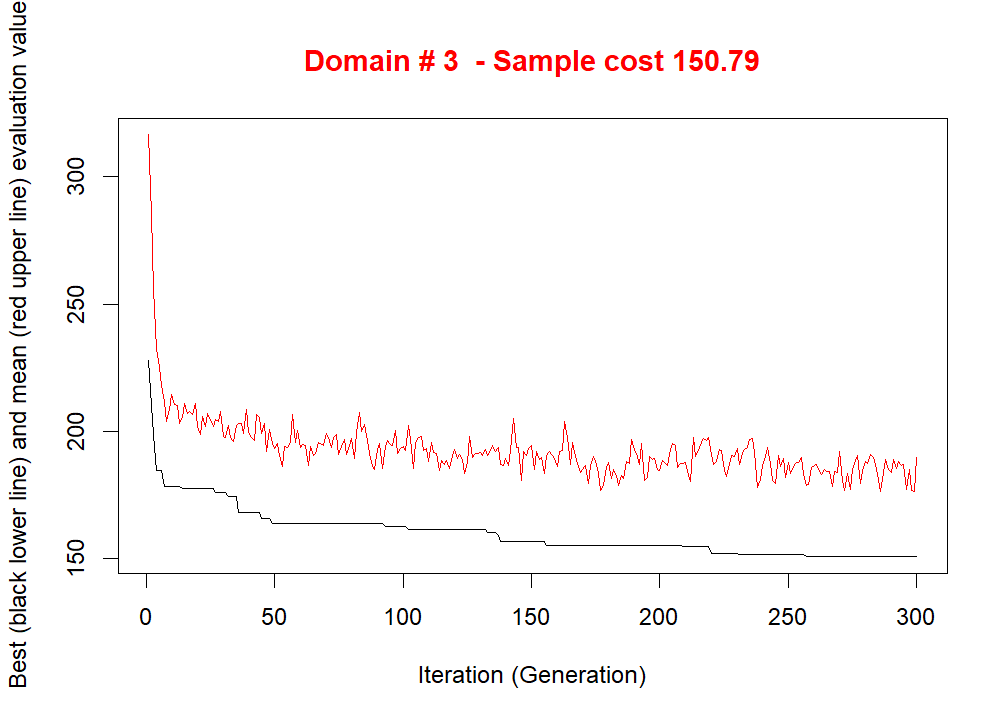 Domain # 3  - Sample cost 150.79
Best (black lower line) and mean (red upper line) evaluation value
300
250
200
150
0 50 100 150 200 250 300
Iteration (Generation)